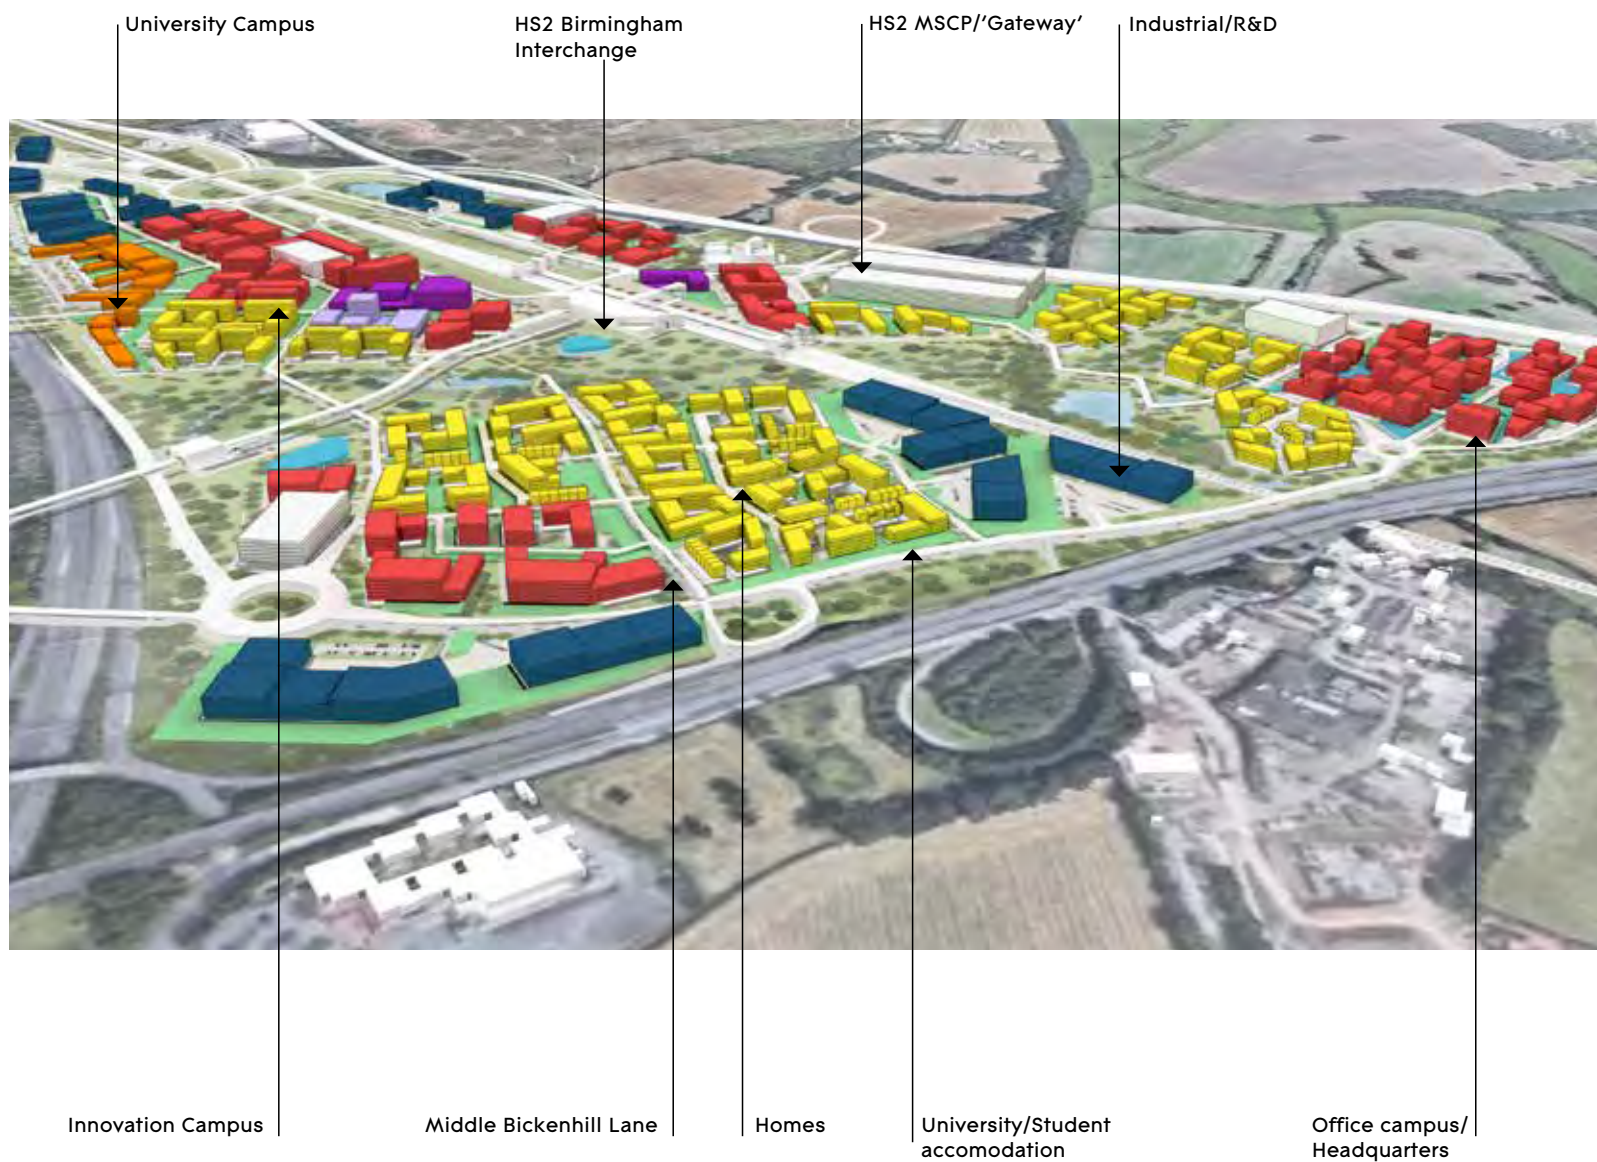 University Campus
HS2 Birmingham
Interchange
HS2 MSCP/‘Gateway’
Industrial/R&D
Innovation Campus
Middle Bickenhill Lane
Homes
University/Student
accomodation
Office campus/
Headquarters